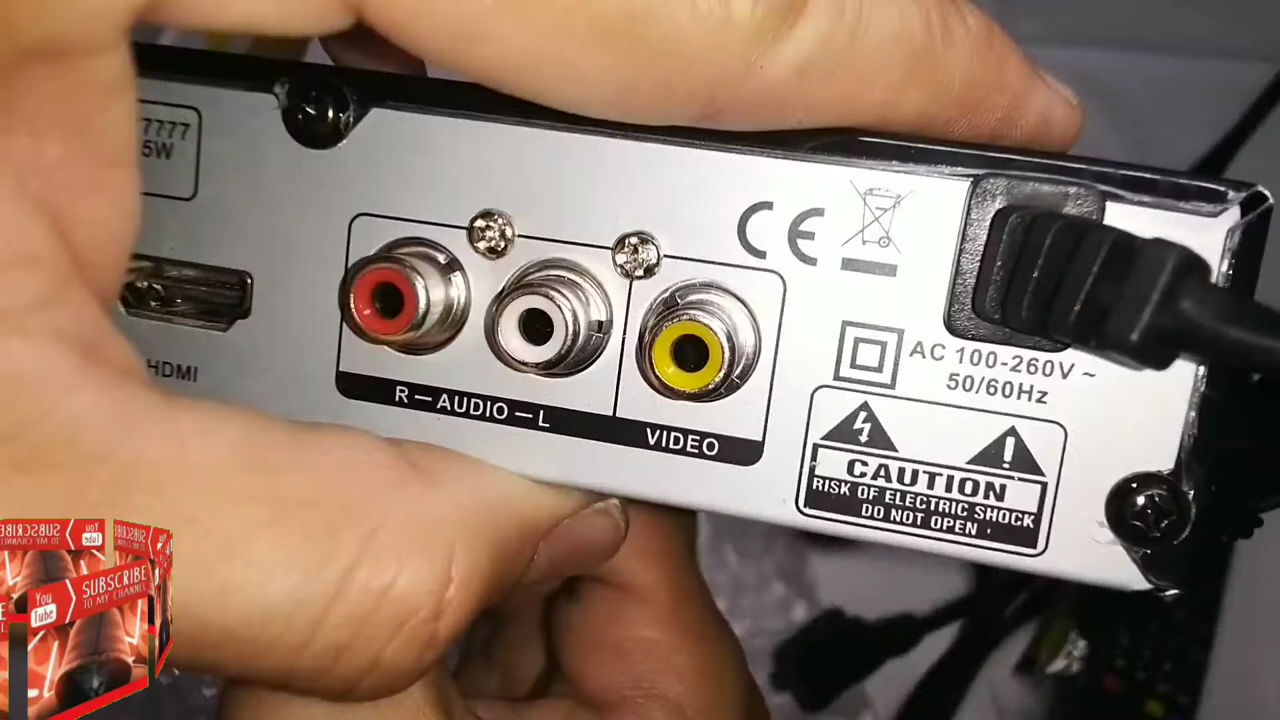 7777
5W
HDMI
R — AUDIO — L
VIDEO
CE
AC 100-260V ~
50/60Hz
CAUTION
RISK OF ELECTRIC SHOCK
DO NOT OPEN
You
Tube
SUBSCRIBE
TO MY CHANNEL